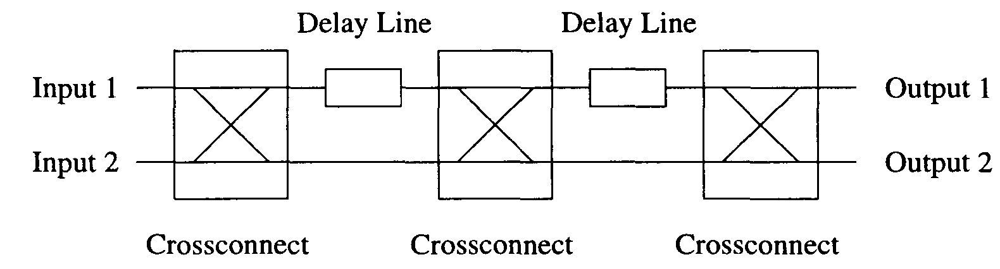 Delay Line Delay Line
Input 1 Output 1
Input 2 Output 2
Crossconnect Crossconnect Crossconnect